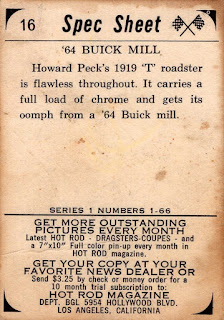 16 Spec Sheet
'64 BUICK MILL
Howard Peck's 1919 'T' roadster
is flawless throughout. It carries a
full load of chrome and gets its
oomph from a '64 Buick mill.
SERIES 1 NUMBERS 1-66
GET MORE OUTSTANDING
PICTURES EVERY MONTH
Latest HOT ROD - DRAGSTERS-COUPES - and
a 7"x10" Full color pin-up every month in
HOT ROD magazine.
GET YOUR COPY AT YOUR
FAVORITE NEWS DEALER OR
Send $3.25 by check or money order for a
10 month trial subscription to:
HOT ROD MAGAZINE
DEPT. BGL 5954 HOLLYWOOD BLVD.
LOS ANGELES, CALIFORNIA